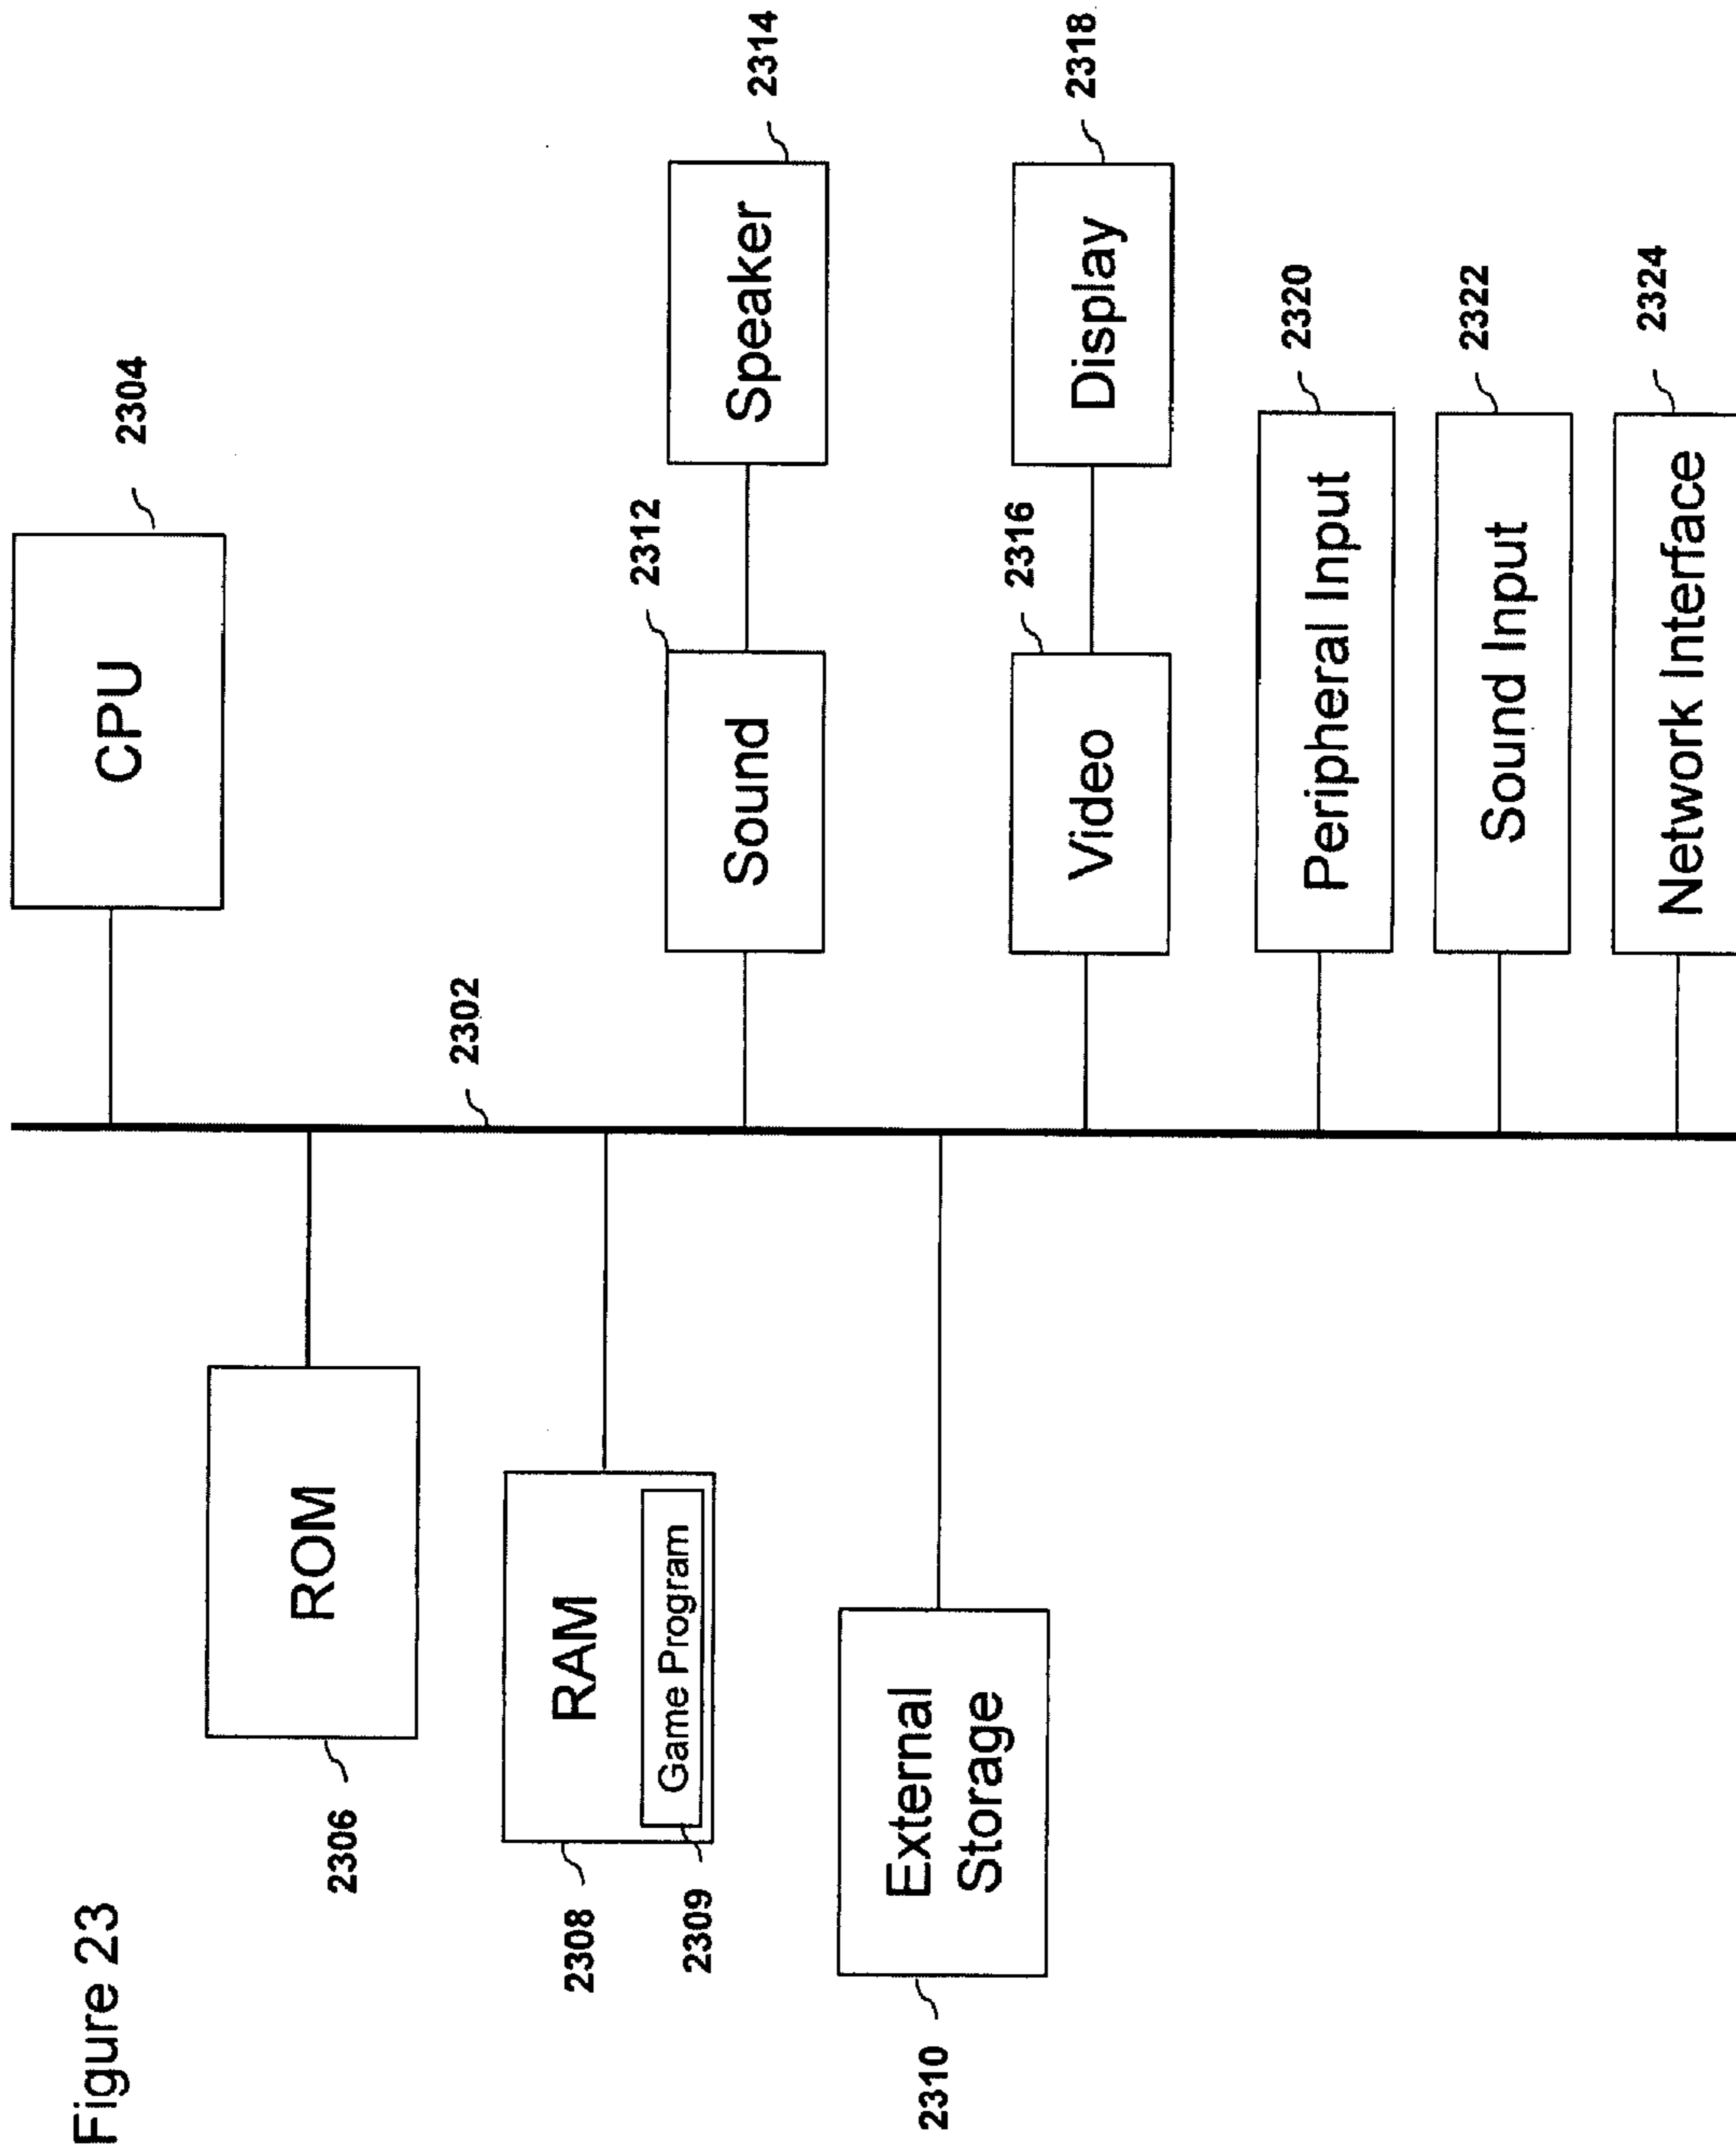 Figure 23
2306
ROM
2308
RAM
Game Program
2309
2310
External
Storage
2302
CPU
2304
2312
Sound
Speaker
2314
2316
Video
Display
2318
Peripheral Input
2320
Sound Input
2322
Network Interface
2324